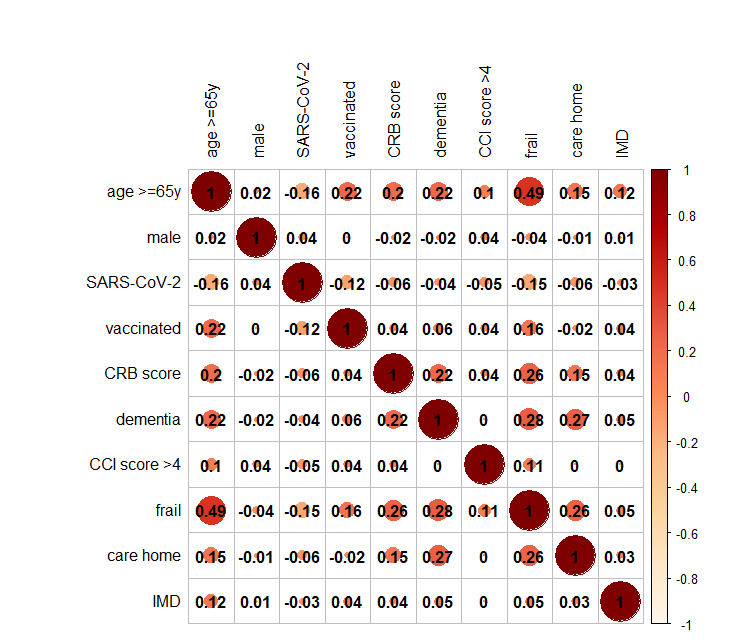 age >=65y male SARS-CoV-2 vaccinated CRB score dementia CCI score >4 frail care home IMD
age >=65y 1 0.02 -0.16 0.22 0.2 0.22 0.1 0.49 0.15 0.12
male 0.02 1 0.04 0 -0.02 -0.02 0.04 -0.04 -0.01 0.01
SARS-CoV-2 -0.16 0.04 1 -0.12 -0.06 -0.04 -0.05 -0.15 -0.06 -0.03
vaccinated 0.22 0 -0.12 1 0.04 0.06 0.04 0.16 -0.02 0.04
CRB score 0.2 -0.02 -0.06 0.04 1 0.22 0.04 0.26 0.15 0.04
dementia 0.22 -0.02 -0.04 0.06 0.22 1 0 0.28 0.27 0.05
CCI score >4 0.1 0.04 -0.05 0.04 0.04 0 1 0.11 0 0
frail 0.49 -0.04 -0.15 0.16 0.26 0.28 0.11 1 0.26 0.05
care home 0.15 -0.01 -0.06 -0.02 0.15 0.27 0 0.26 1 0.03
IMD 0.12 0.01 -0.03 0.04 0.04 0.05 0 0.05 0.03 1
1
0.8
0.6
0.4
0.2
0
-0.2
-0.4
-0.6
-0.8
-1